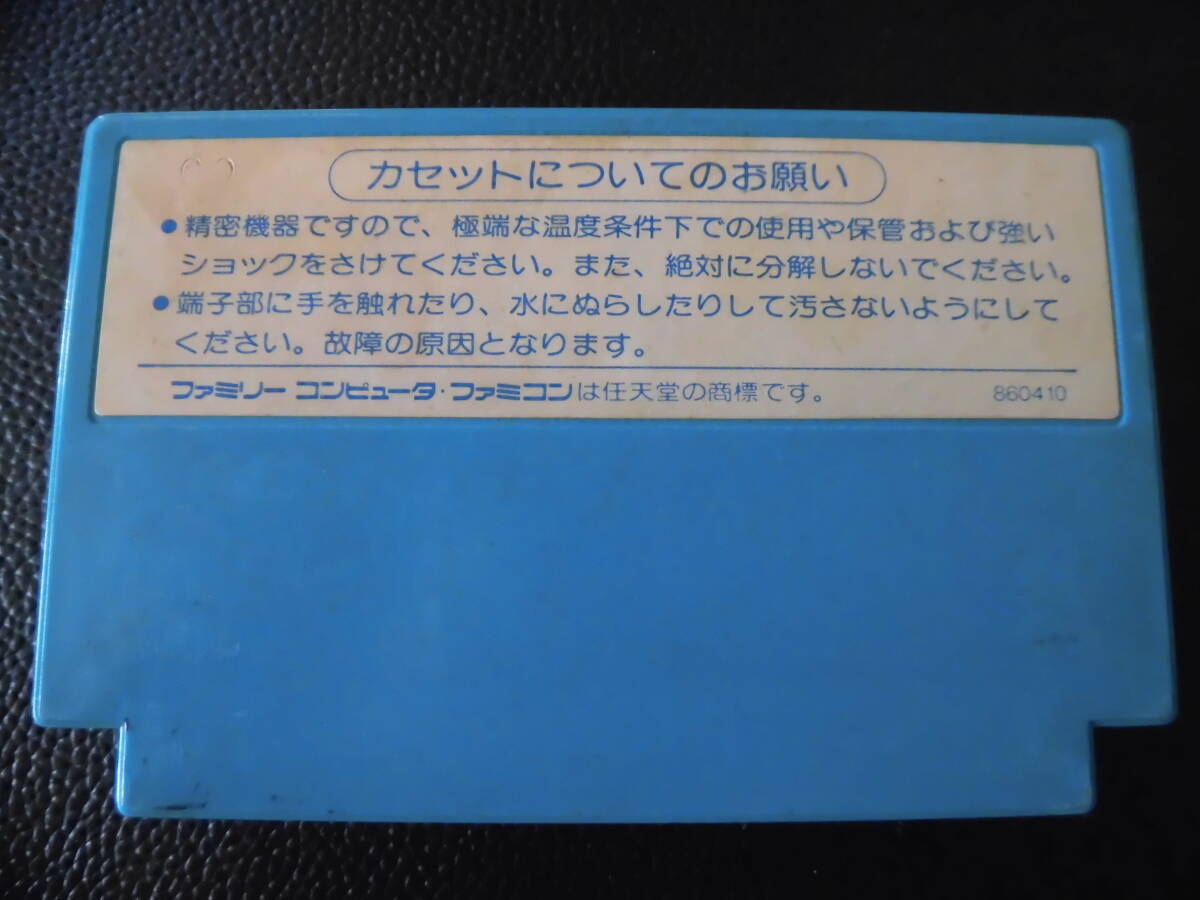 カセットについてのお願い
●精密機器ですので、極端な温度条件下での使用や保管および強い
ショックをさけてください。また、絶対に分解しないでください。
●端子部に手を触れたり、水にぬらしたりして汚さないようにして
ください。故障の原因となります。
ファミリー コンピュータ・ファミコンは任天堂の商標です。 860410